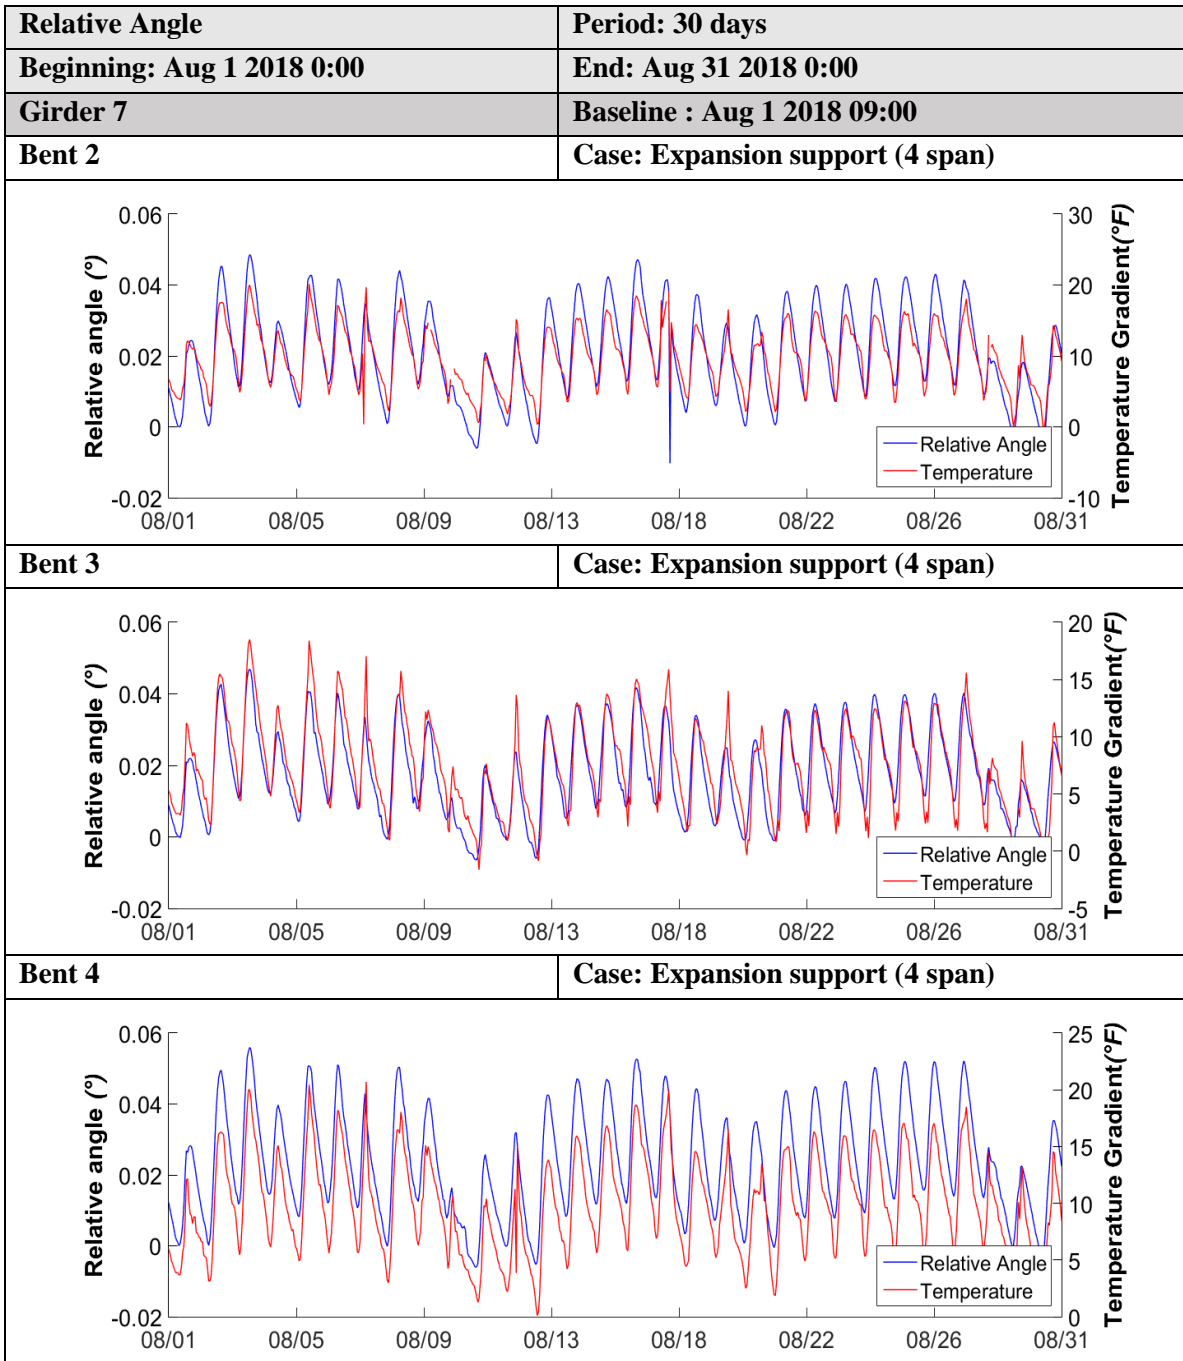 Relative Angle Period: 30 days
Beginning: Aug 1 2018 0:00 End: Aug 31 2018 0:00
Girder 7 Baseline : Aug 1 2018 09:00
Bent 2 Case: Expansion support (4 span)
Relative angle (°)
0.06
0.04
0.02
0
-0.02
30
20
10
0
-10
Temperature Gradient(°F)
Relative Angle
Temperature
08/01 08/05 08/09 08/13 08/18 08/22 08/26 08/31
Bent 3 Case: Expansion support (4 span)
Relative angle (°)
0.06
0.04
0.02
0
-0.02
20
15
10
5
0
-5
Temperature Gradient(°F)
Relative Angle
Temperature
08/01 08/05 08/09 08/13 08/18 08/22 08/26 08/31
Bent 4 Case: Expansion support (4 span)
Relative angle (°)
0.06
0.04
0.02
0
-0.02
25
20
15
10
5
0
Temperature Gradient(°F)
Relative Angle
Temperature
08/01 08/05 08/09 08/13 08/18 08/22 08/26 08/31